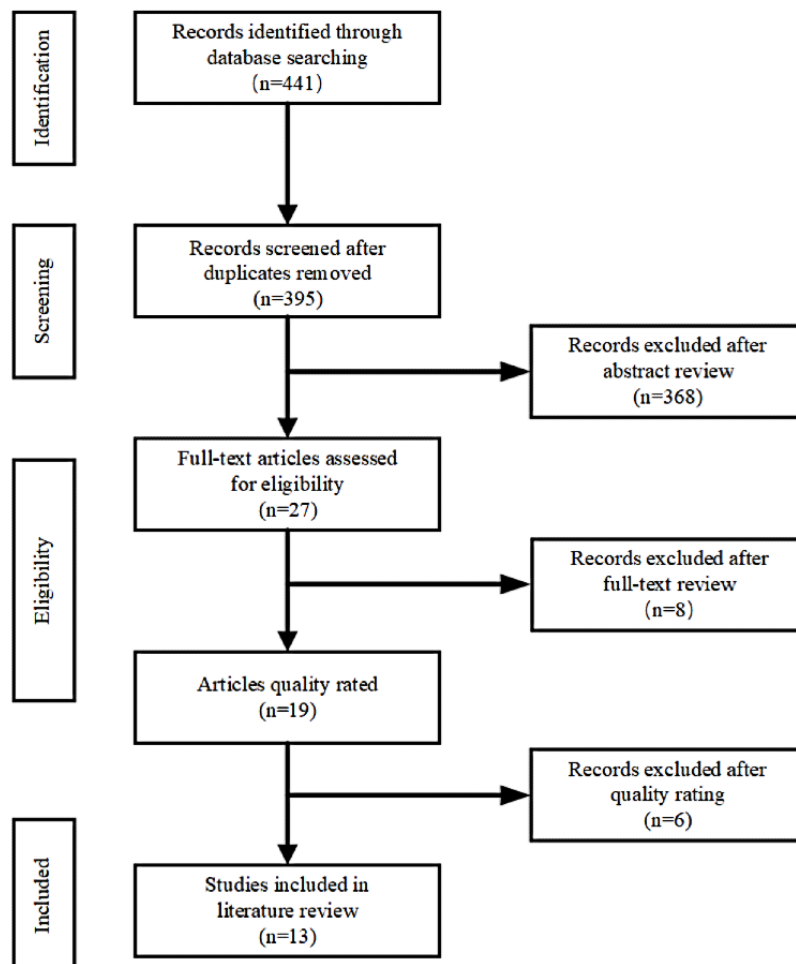 Identification
Records identified through
database searching
(n=441)
Screening
Records screened after
duplicates removed
(n=395)
Records excluded after
abstract review
(n=368)
Eligibility
Full-text articles assessed
for eligibility
(n=27)
Records excluded after
full-text review
(n=8)
Articles quality rated
(n=19)
Records excluded after
quality rating
(n=6)
Included
Studies included in
literature review
(n=13)